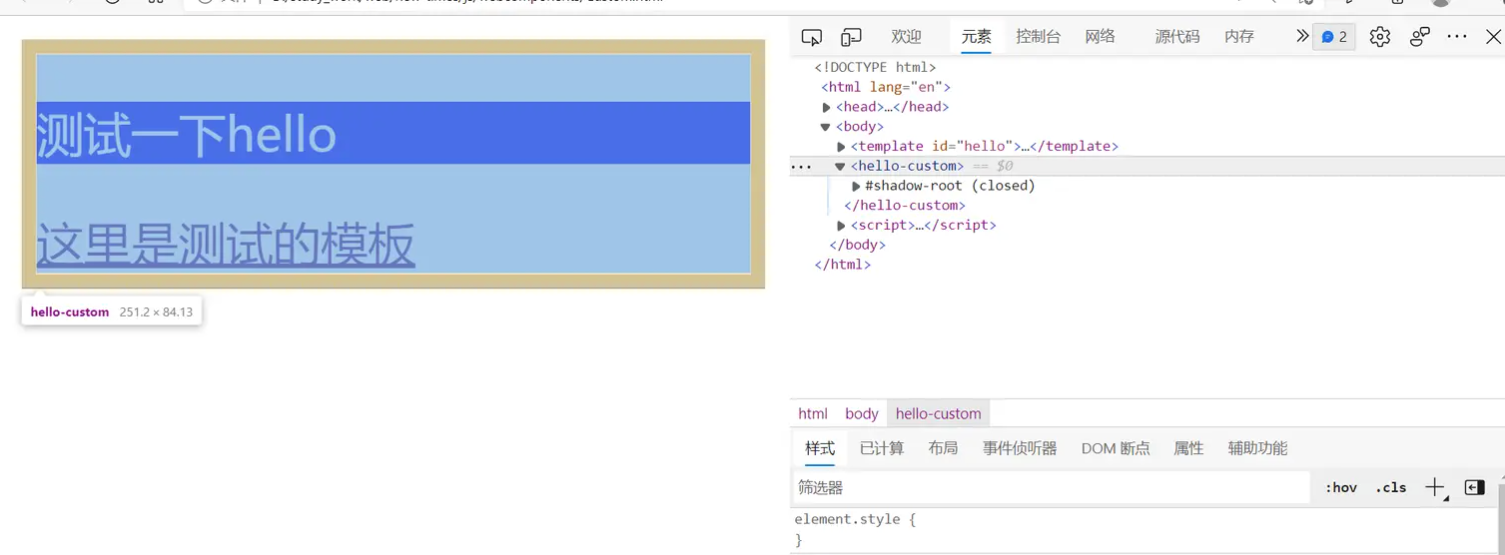 测试一下hello
这里是测试的模板
hello-custom 251.2 × 84.13
欢迎 元素 控制台 网络 源代码 内存 2
<!DOCTYPE html>
<html lang="en">
<head>…</head>
<body>
<template id="hello">…</template>
<hello-custom> == $0
#shadow-root (closed)
</hello-custom>
<script>…</script>
</body>
</html>
html body hello-custom
样式 已计算 布局 事件侦听器 DOM 断点 属性 辅助功能
筛选器 :hov .cls
element.style {
}